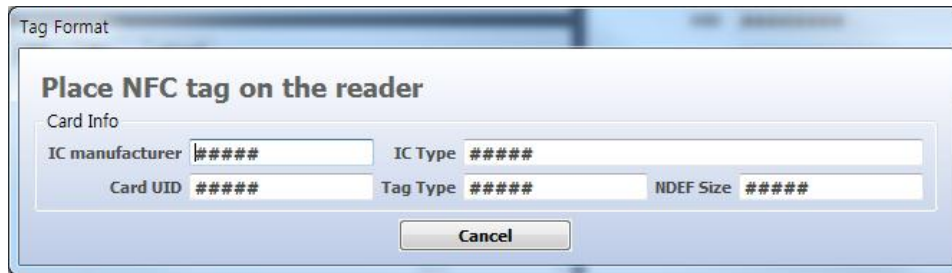 Tag Format
Place NFC tag on the reader
Card Info
IC manufacturer ##### IC Type #####
Card UID ##### Tag Type ##### NDEF Size #####
Cancel